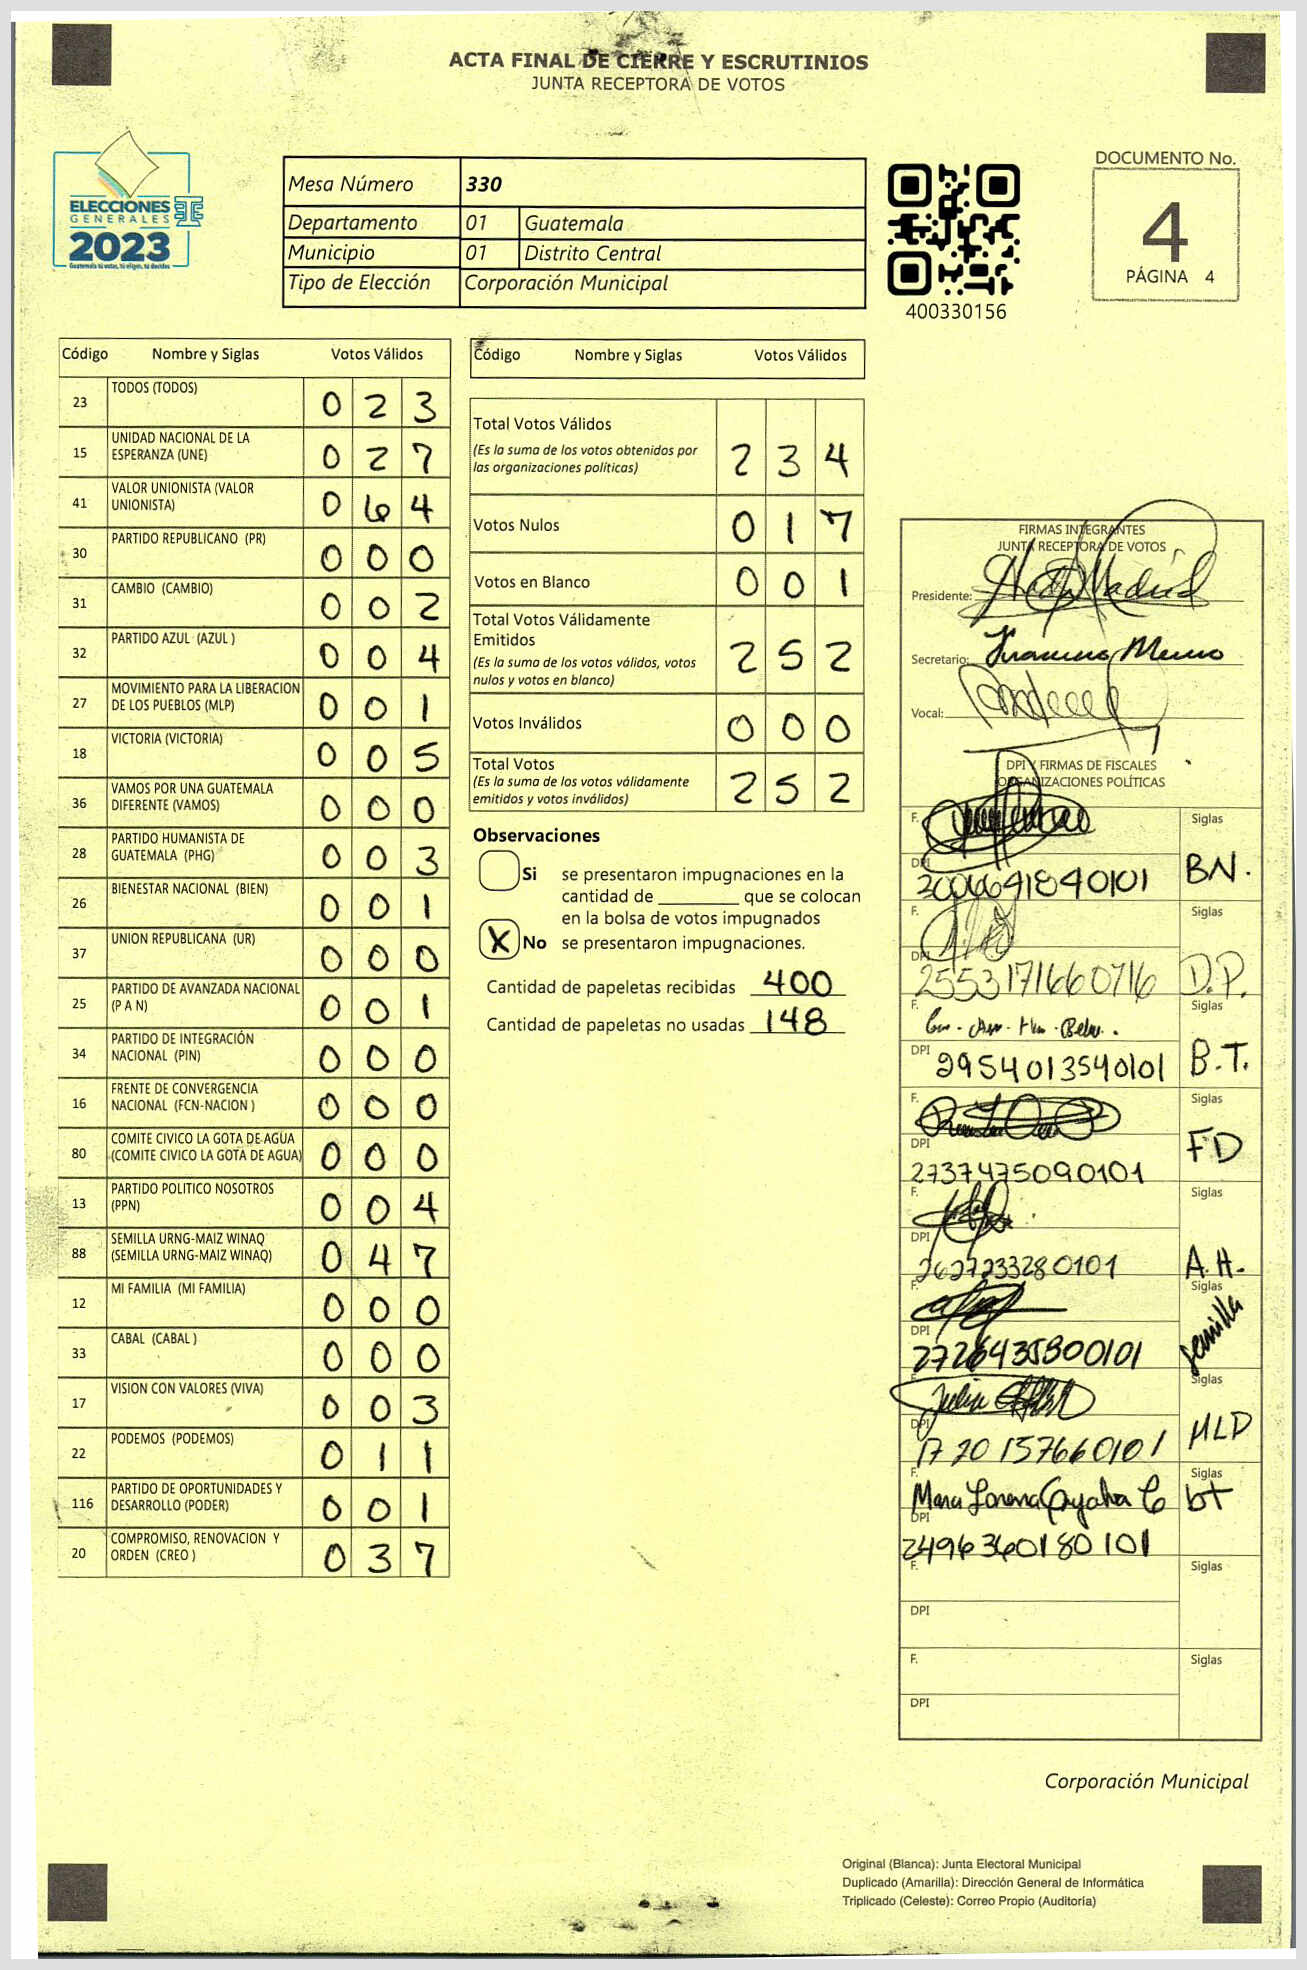 ACTA FINAL DE CIERRE Y ESCRUTINIOS
JUNTA RECEPTORA DE VOTOS
ELECCIONES
GENERALES
2023
Guatemala tú votas, tú eliges, tú decides
Mesa Número 330
Departamento 01 Guatemala
Municipio 01 Distrito Central
Tipo de Elección Corporación Municipal
400330156
DOCUMENTO No.
4
PÁGINA 4
Código Nombre y Siglas Votos Válidos
23 TODOS (TODOS) 0 2 3
15 UNIDAD NACIONAL DE LA
ESPERANZA (UNE) 0 2 7
41 VALOR UNIONISTA (VALOR
UNIONISTA) 0 6 4
30 PARTIDO REPUBLICANO (PR) 0 0 0
31 CAMBIO (CAMBIO) 0 0 2
32 PARTIDO AZUL (AZUL ) 0 0 4
27 MOVIMIENTO PARA LA LIBERACION
DE LOS PUEBLOS (MLP) 0 0 1
18 VICTORIA (VICTORIA) 0 0 5
36 VAMOS POR UNA GUATEMALA
DIFERENTE (VAMOS) 0 0 0
28 PARTIDO HUMANISTA DE
GUATEMALA (PHG) 0 0 3
26 BIENESTAR NACIONAL (BIEN) 0 0 1
37 UNION REPUBLICANA (UR) 0 0 0
25 PARTIDO DE AVANZADA NACIONAL
(P A N) 0 0 1
34 PARTIDO DE INTEGRACIÓN
NACIONAL (PIN) 0 0 0
16 FRENTE DE CONVERGENCIA
NACIONAL (FCN-NACION ) 0 0 0
80 COMITE CIVICO LA GOTA DE AGUA
(COMITE CIVICO LA GOTA DE AGUA) 0 0 0
13 PARTIDO POLITICO NOSOTROS
(PPN) 0 0 4
88 SEMILLA URNG-MAIZ WINAQ
(SEMILLA URNG-MAIZ WINAQ) 0 4 7
12 MI FAMILIA (MI FAMILIA) 0 0 0
33 CABAL (CABAL ) 0 0 0
17 VISION CON VALORES (VIVA) 0 0 3
22 PODEMOS (PODEMOS) 0 1 1
116 PARTIDO DE OPORTUNIDADES Y
DESARROLLO (PODER) 0 0 1
20 COMPROMISO, RENOVACION Y
ORDEN (CREO ) 0 3 7
Código Nombre y Siglas Votos Válidos
Total Votos Válidos
(Es la suma de los votos obtenidos por
las organizaciones políticas) 2 3 4
Votos Nulos 0 1 7
Votos en Blanco 0 0 1
Total Votos Válidamente
Emitidos
(Es la suma de los votos válidos, votos
nulos y votos en blanco) 2 5 2
Votos Inválidos 0 0 0
Total Votos
(Es la suma de los votos válidamente
emitidos y votos inválidos) 2 5 2
Observaciones
Si se presentaron impugnaciones en la
cantidad de ________ que se colocan
en la bolsa de votos impugnados
X No se presentaron impugnaciones.
Cantidad de papeletas recibidas 400
Cantidad de papeletas no usadas 148
FIRMAS INTEGRANTES
JUNTA RECEPTORA DE VOTOS
Presidente:
Secretario:
Vocal:
DPI Y FIRMAS DE FISCALES
ORGANIZACIONES POLÍTICAS
F. Siglas
DPI BN.
F. Siglas
DPI 2553171660716 D.P.
F. Siglas
DPI 2954013540101 B.T.
F. Siglas
DPI 2737475090101 FD
F. Siglas
DPI 2627233280101 A.H.
F. Siglas
DPI 2726435800101 Semilla
F. Siglas
DPI 1720157660101 MLP
F. Siglas
DPI 2496360180101 bt
F. Siglas
DPI
F. Siglas
DPI
Corporación Municipal
Original (Blanca): Junta Electoral Municipal
Duplicado (Amarilla): Dirección General de Informática
Triplicado (Celeste): Correo Propio (Auditoría)